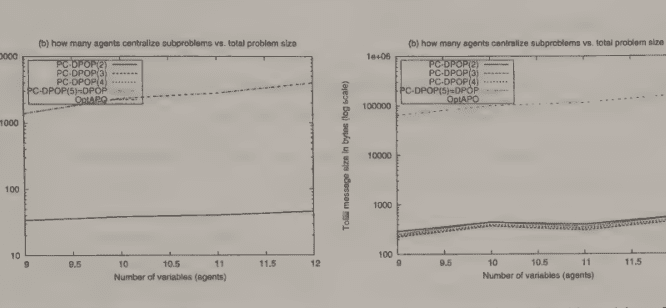 (b) how many agents centralize subproblems vs. total problem size
0000
1000
100
10
PC-DPOP(2)
PC-DPOP(3)
PC-DPOP(4)
PC-DPOP(5)=DPOP
OptAPO
9
9.5
10
10.5
11
11.5
12
Number of variables (agents)
(b) how many agents centralize subproblems vs. total problem size
Total message size in bytes (log scale)
1e+06
100000
10000
1000
100
PC-DPOP(2)
PC-DPOP(3)
PC-DPOP(4)
PC-DPOP(5)=DPOP
OptAPO
9
9.5
10
10.5
11
11.5
Number of variables (agents)